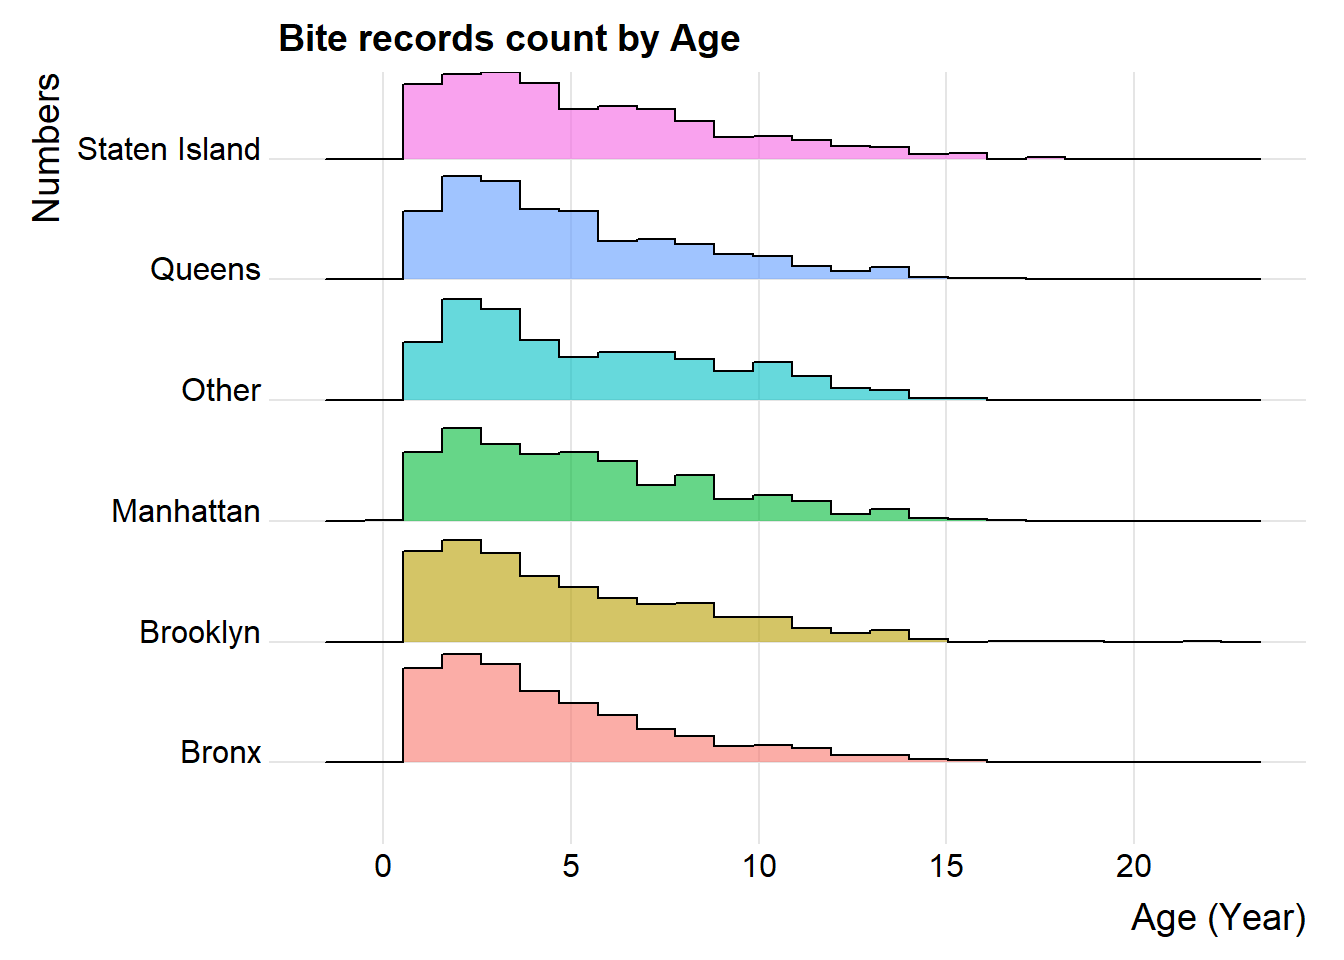 Bite records count by Age
Numbers
Staten Island
Queens
Other
Manhattan
Brooklyn
Bronx
0 5 10 15 20
Age (Year)